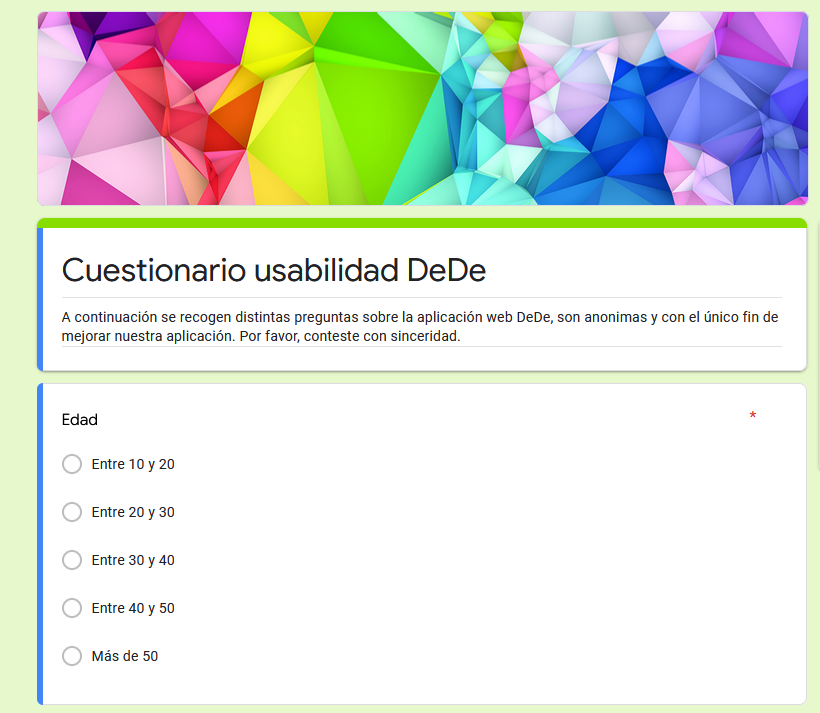 Cuestionario usabilidad DeDe
A continuación se recogen distintas preguntas sobre la aplicación web DeDe, son anonimas y con el único fin de
mejorar nuestra aplicación. Por favor, conteste con sinceridad.
Edad *
Entre 10 y 20
Entre 20 y 30
Entre 30 y 40
Entre 40 y 50
Más de 50